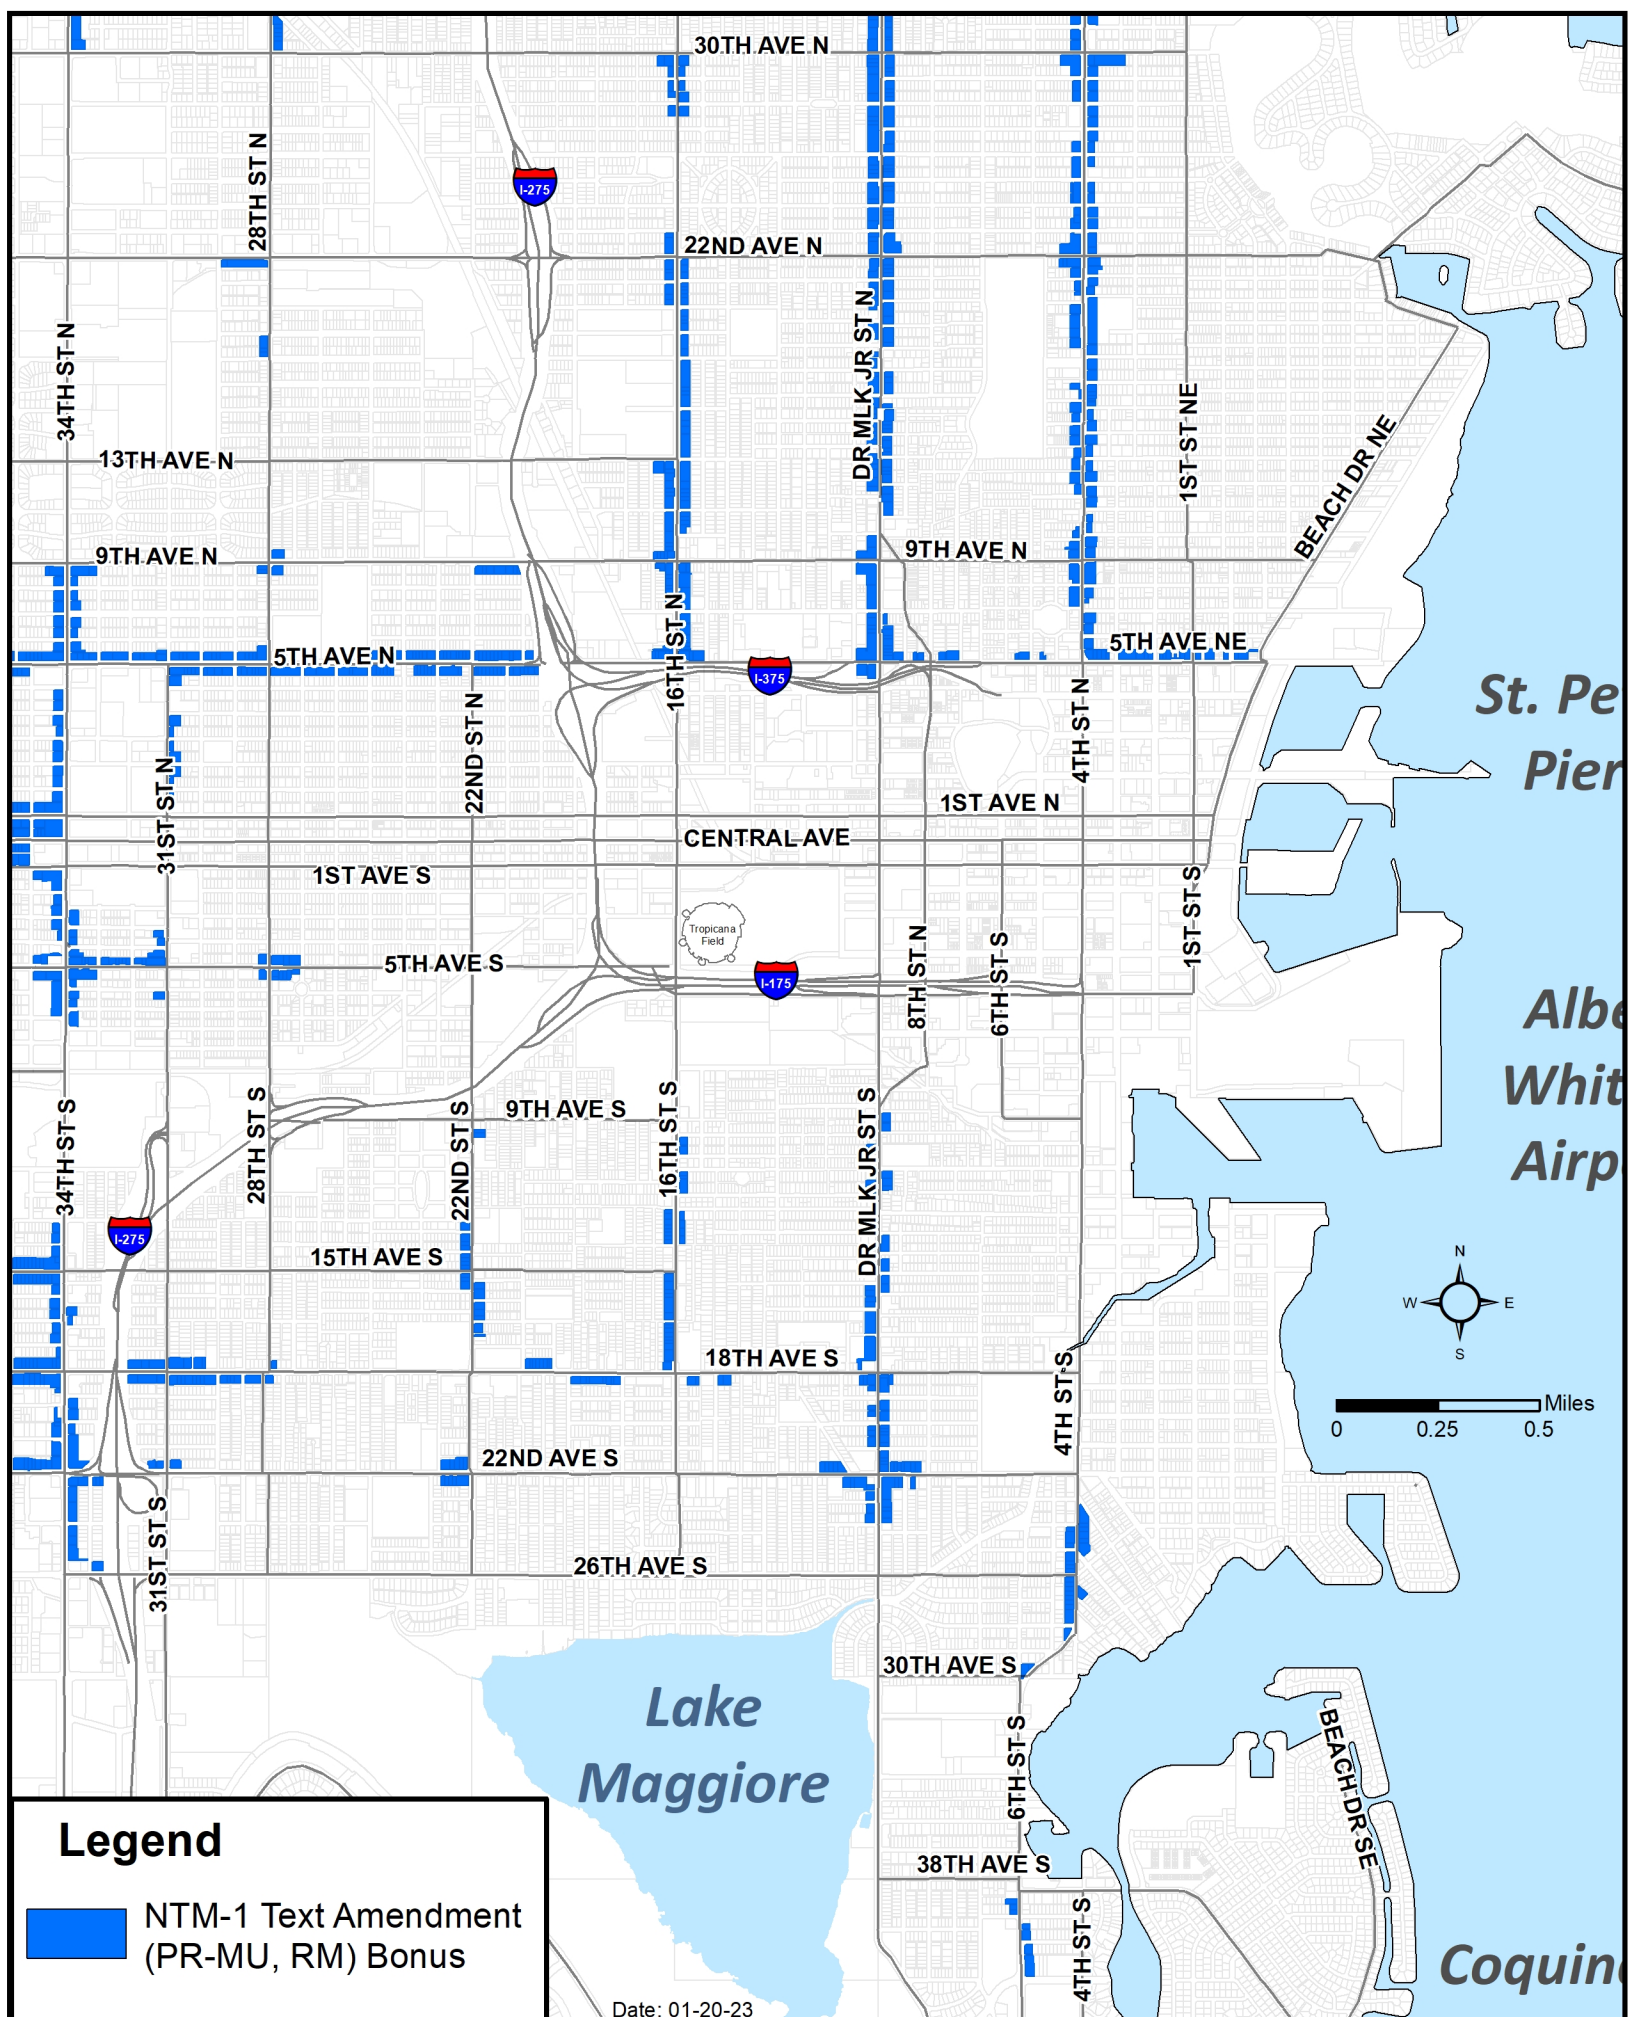 30TH AVE N
28TH ST N
I-275
22ND AVE N
34TH ST N
DR MLK JR ST N
1ST ST NE
BEACH DR NE
13TH AVE N
9TH AVE N
9TH AVE N
16TH ST N
5TH AVE N
5TH AVE NE
I-375
St. Pe
Pier
22ND ST N
4TH ST N
31ST N
1ST AVE N
CENTRAL AVE
1ST AVE S
1ST ST S
Tropicana
Field
8TH ST N
6TH ST S
5TH AVE S
I-175
Albe
Whit
Airp
34TH ST S
28TH ST S
22ND ST S
9TH AVE S
16TH ST S
DR MLK JR ST S
I-275
15TH AVE S
N
W
E
S
18TH AVE S
4TH ST S
Miles
0
0.25
0.5
22ND AVE S
31ST ST S
26TH AVE S
30TH AVE S
Lake
Maggiore
6TH ST S
BEACH DR SE
38TH AVE S
4TH ST S
Coquin
Legend
NTM-1 Text Amendment
(PR-MU, RM) Bonus
Date: 01-20-23